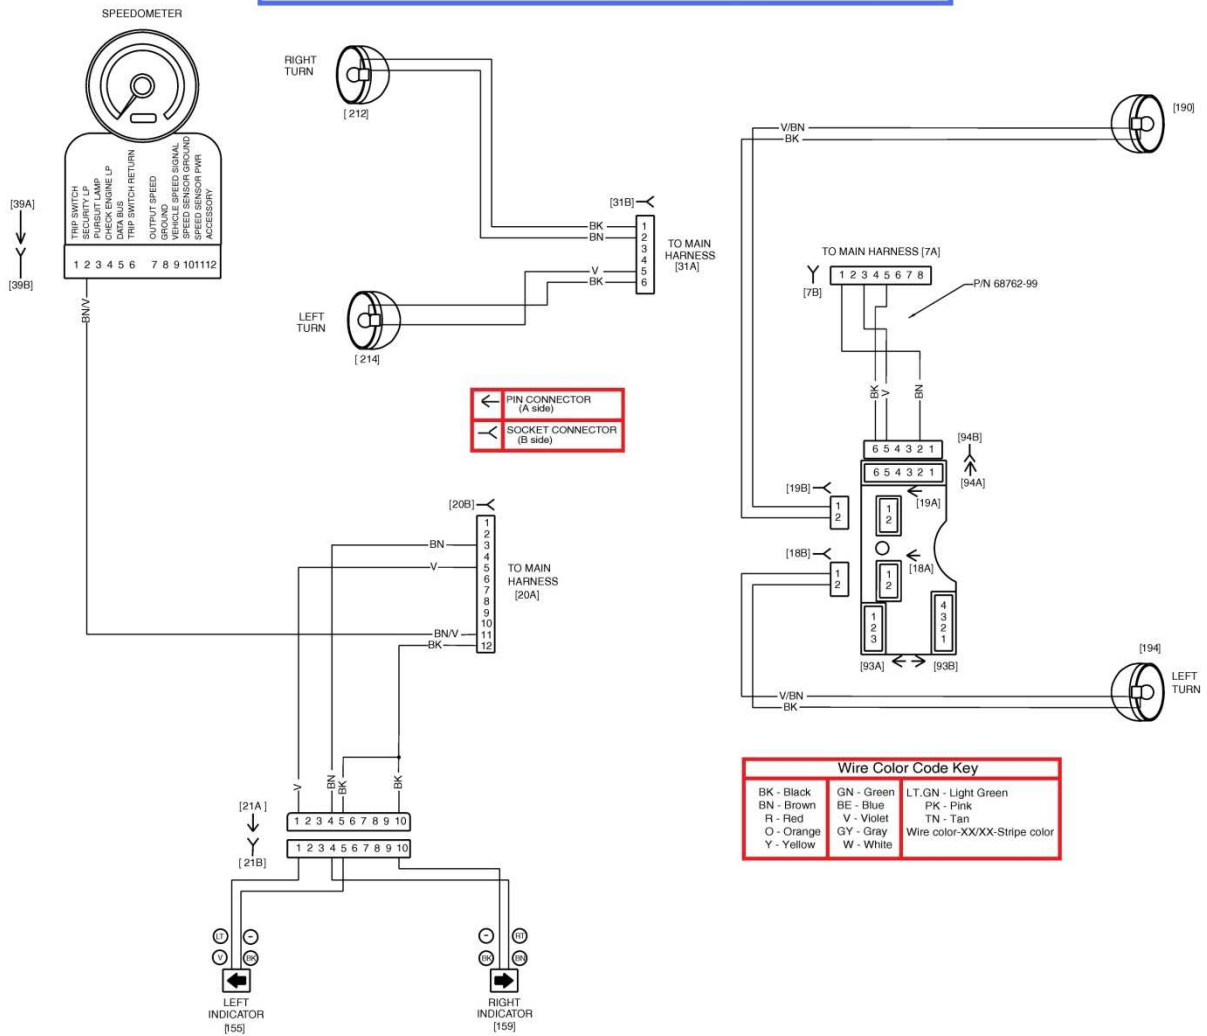 SPEEDOMETER
TRIP SWITCH
SECURITY LP
PURSUIT LAMP
CHECK ENGINE LP
DATA BUS
TRIP SWITCH RETURN
OUTPUT SPEED
GROUND
VEHICLE SPEED SIGNAL
SPEED SENSOR GROUND
SPEED SENSOR PWR
ACCESSORY
1 2 3 4 5 6 7 8 9 101112
[39A]
[39B]
BN/V
RIGHT
TURN
[ 212]
LEFT
TURN
[ 214]
[31B]
BK
BN
V
BK
1
2
3
4
5
6
TO MAIN
HARNESS
[31A]
PIN CONNECTOR
(A side)
SOCKET CONNECTOR
(B side)
[20B]
BN
V
BN/V
BK
1
2
3
4
5
6
7
8
9
10
11
12
TO MAIN
HARNESS
[20A]
V
BN
BK
BK
[21A ]
[ 21B]
1 2 3 4 5 6 7 8 9 10
1 2 3 4 5 6 7 8 9 10
LT
-
V
BK
LEFT
INDICATOR
[155]
-
RT
BK
BN
RIGHT
INDICATOR
[159]
[190]
V/BN
BK
TO MAIN HARNESS [7A]
[7B]
1 2 3 4 5 6 7 8
P/N 68762-99
BK
V
BN
[94B]
6 5 4 3 2 1
6 5 4 3 2 1
[94A]
[19B]
1
2
1
2
[19A]
[18B]
1
2
1
2
[18A]
1
2
3
4
3
2
1
[93A]
[93B]
[194]
LEFT
TURN
V/BN
BK
Wire Color Code Key
BK - Black
BN - Brown
R - Red
O - Orange
Y - Yellow
GN - Green
BE - Blue
V - Violet
GY - Gray
W - White
LT.GN - Light Green
PK - Pink
TN - Tan
Wire color-XX/XX-Stripe color